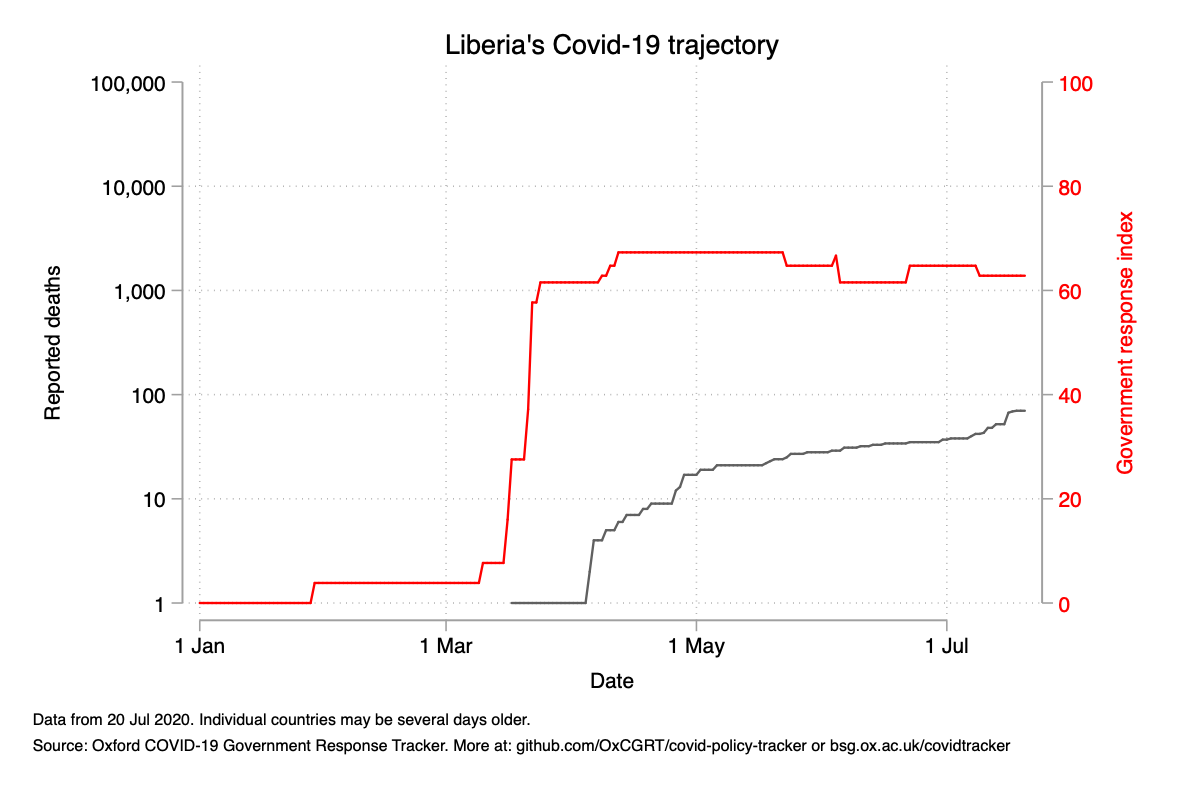 Liberia's Covid-19 trajectory
100,000
10,000
1,000
100
10
1
Reported deaths
100
80
60
40
20
0
Government response index
1 Jan
1 Mar
1 May
1 Jul
Date
Data from 20 Jul 2020. Individual countries may be several days older.
Source: Oxford COVID-19 Government Response Tracker. More at: github.com/OxCGRT/covid-policy-tracker or bsg.ox.ac.uk/covidtracker